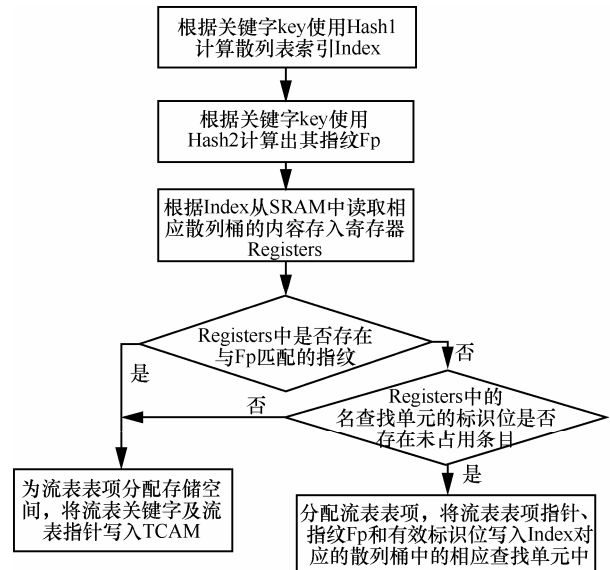 根据关键字key使用Hash1
计算散列表索引Index
根据关键字key使用
Hash2计算出其指纹Fp
根据Index从SRAM中读取相
应散列桶的内容存入寄存器
Registers
Registers中是否存在
与Fp匹配的指纹
是
否
Registers中的
名查找单元的标识位是否
存在未占用条目
否
是
为流表表项分配存储空
间，将流表关键字及流
表指针写入TCAM
分配流表表项，将流表表项指针、
指纹Fp和有效标识位写入Index对
应的散列桶中的相应查找单元中